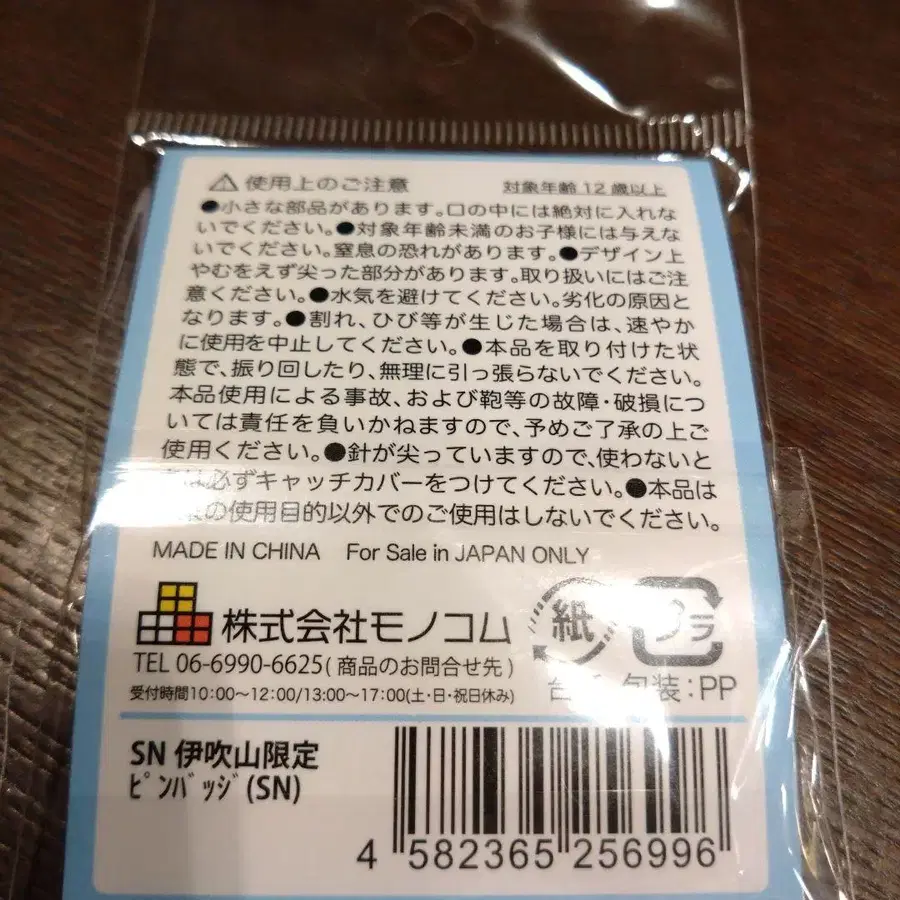 ⚠ 使用上のご注意 対象年齢12歳以上
●小さな部品があります。口の中には絶対に入れな
いでください。●対象年齢未満のお子様には与えな
いでください。窒息の恐れがあります。●デザイン上
やむをえず尖った部分があります。取り扱いにはご注
意ください。●水気を避けてください。劣化の原因と
なります。●割れ、ひび等が生じた場合は、速やか
に使用を中止してください。●本品を取り付けた状
態で、振り回したり、無理に引っ張らないでください。
本品使用による事故、および鞄等の故障・破損につ
いては責任を負いかねますので、予めご了承の上ご
使用ください。●針が尖っていますので、使わないと
は必ずキャッチカバーをつけてください。●本品は
の使用目的以外でのご使用はしないでください。
MADE IN CHINA For Sale in JAPAN ONLY
株式会社モノコム
TEL 06-6990-6625(商品のお問合せ先)
受付時間10:00〜12:00/13:00〜17:00(土・日・祝日休み)
紙 プラ
台 包装:PP
SN 伊吹山限定
ピンバッジ(SN)
4 582365 256996